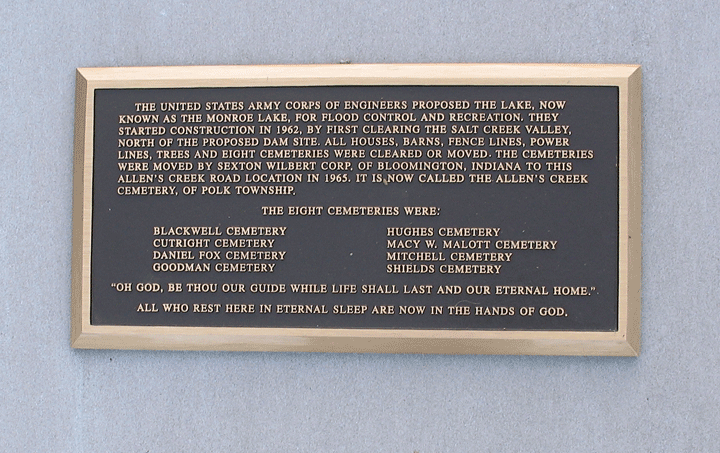 THE UNITED STATES ARMY CORPS OF ENGINEERS PROPOSED THE LAKE, NOW
KNOWN AS THE MONROE LAKE, FOR FLOOD CONTROL AND RECREATION. THEY
STARTED CONSTRUCTION IN 1962, BY FIRST CLEARING THE SALT CREEK VALLEY,
NORTH OF THE PROPOSED DAM SITE. ALL HOUSES, BARNS, FENCE LINES, POWER
LINES, TREES AND EIGHT CEMETERIES WERE CLEARED OR MOVED. THE CEMETERIES
WERE MOVED BY SEXTON WILBERT CORP. OF BLOOMINGTON, INDIANA TO THIS
ALLEN'S CREEK ROAD LOCATION IN 1965. IT IS NOW CALLED THE ALLEN'S CREEK
CEMETERY, OF POLK TOWNSHIP.
THE EIGHT CEMETERIES WERE:
BLACKWELL CEMETERY
CUTRIGHT CEMETERY
DANIEL FOX CEMETERY
GOODMAN CEMETERY
HUGHES CEMETERY
MACY W. MALOTT CEMETERY
MITCHELL CEMETERY
SHIELDS CEMETERY
"OH GOD, BE THOU OUR GUIDE WHILE LIFE SHALL LAST AND OUR ETERNAL HOME."
ALL WHO REST HERE IN ETERNAL SLEEP ARE NOW IN THE HANDS OF GOD.